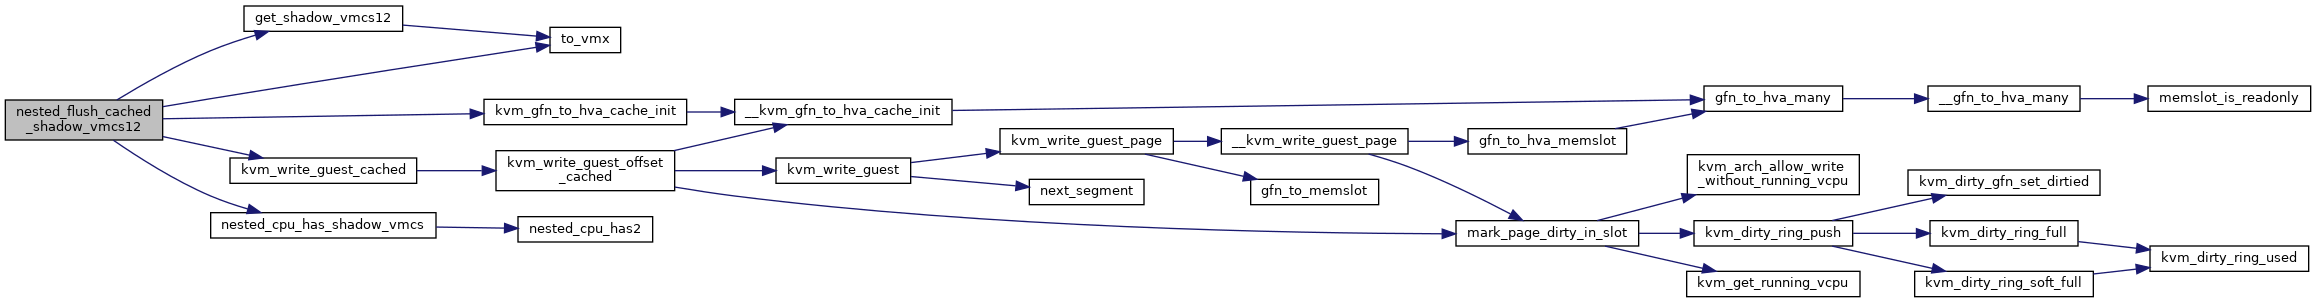 nested_flush_cached
_shadow_vmcs12
get_shadow_vmcs12
to_vmx
kvm_gfn_to_hva_cache_init
__kvm_gfn_to_hva_cache_init
gfn_to_hva_many
__gfn_to_hva_many
memslot_is_readonly
kvm_write_guest_cached
kvm_write_guest_offset
_cached
kvm_write_guest
kvm_write_guest_page
__kvm_write_guest_page
gfn_to_hva_memslot
next_segment
gfn_to_memslot
kvm_arch_allow_write
_without_running_vcpu
kvm_dirty_gfn_set_dirtied
nested_cpu_has_shadow_vmcs
nested_cpu_has2
mark_page_dirty_in_slot
kvm_dirty_ring_push
kvm_dirty_ring_full
kvm_dirty_ring_used
kvm_get_running_vcpu
kvm_dirty_ring_soft_full